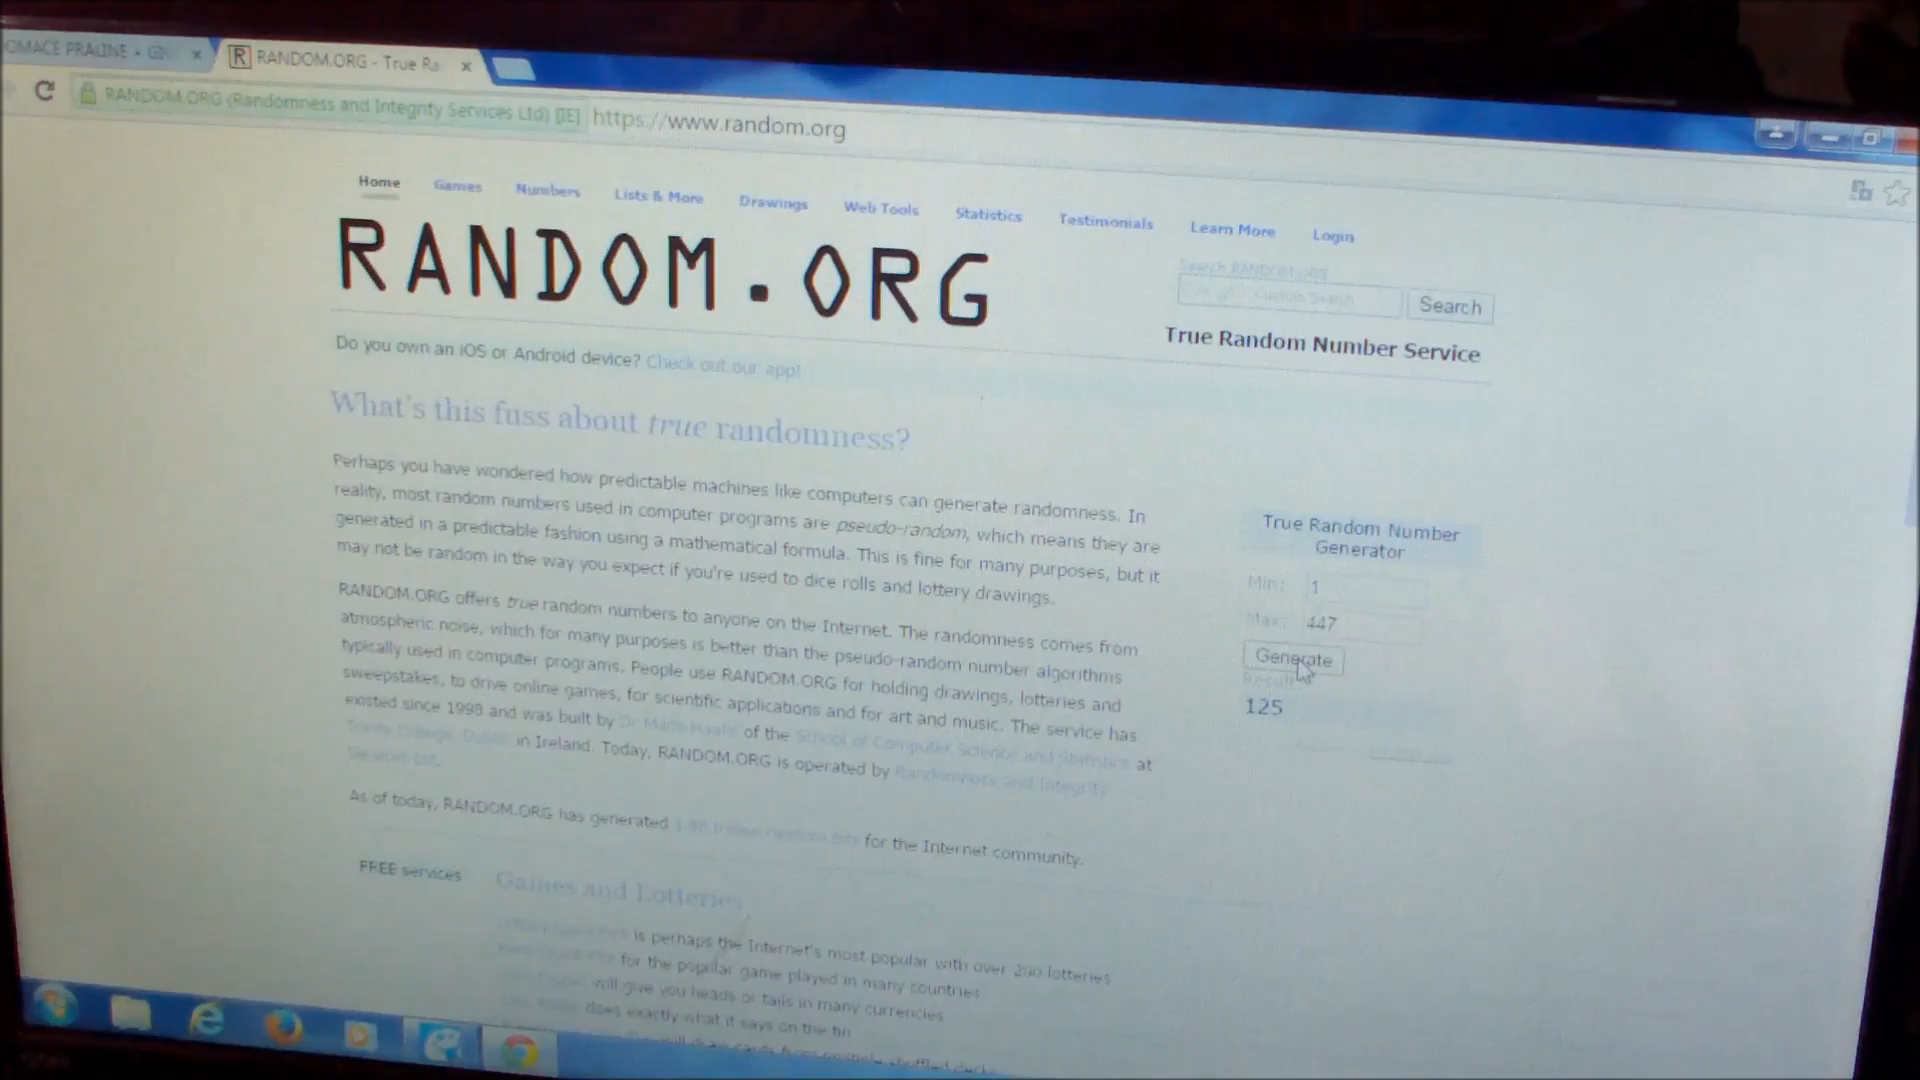 OMACE PRALINE - GN
RANDOM.ORG - True Ra
RANDOM.ORG (Randomness and Integrity Services Ltd) [IE] https://www.random.org
Home Games Numbers Lists & More Drawings Web Tools Statistics Testimonials Learn More Login
RANDOM.ORG
Search RANDOM.ORG
Custom Search Search
True Random Number Service
Do you own an iOS or Android device? Check out our app!
What's this fuss about true randomness?
Perhaps you have wondered how predictable machines like computers can generate randomness. In
reality, most random numbers used in computer programs are pseudo-random, which means they are
generated in a predictable fashion using a mathematical formula. This is fine for many purposes, but it
may not be random in the way you expect if you're used to dice rolls and lottery drawings.
RANDOM.ORG offers true random numbers to anyone on the Internet. The randomness comes from
atmospheric noise, which for many purposes is better than the pseudo-random number algorithms
typically used in computer programs. People use RANDOM.ORG for holding drawings, lotteries and
sweepstakes, to drive online games, for scientific applications and for art and music. The service has
existed since 1998 and was built by Dr Mads Haahr of the School of Computer Science and Statistics at
Trinity College, Dublin in Ireland. Today, RANDOM.ORG is operated by Randomness and Integrity
Services Ltd.
As of today, RANDOM.ORG has generated random bits for the Internet community.
True Random Number
Generator
Min: 1
Max: 447
Generate
Result:
125
FREE services
Games and Lotteries
is perhaps the Internet's most popular with over 200 lotteries
for the popular game played in many countries
will give you heads or tails in many currencies
does exactly what it says on the tin
will draw cards from multiple shuffled decks